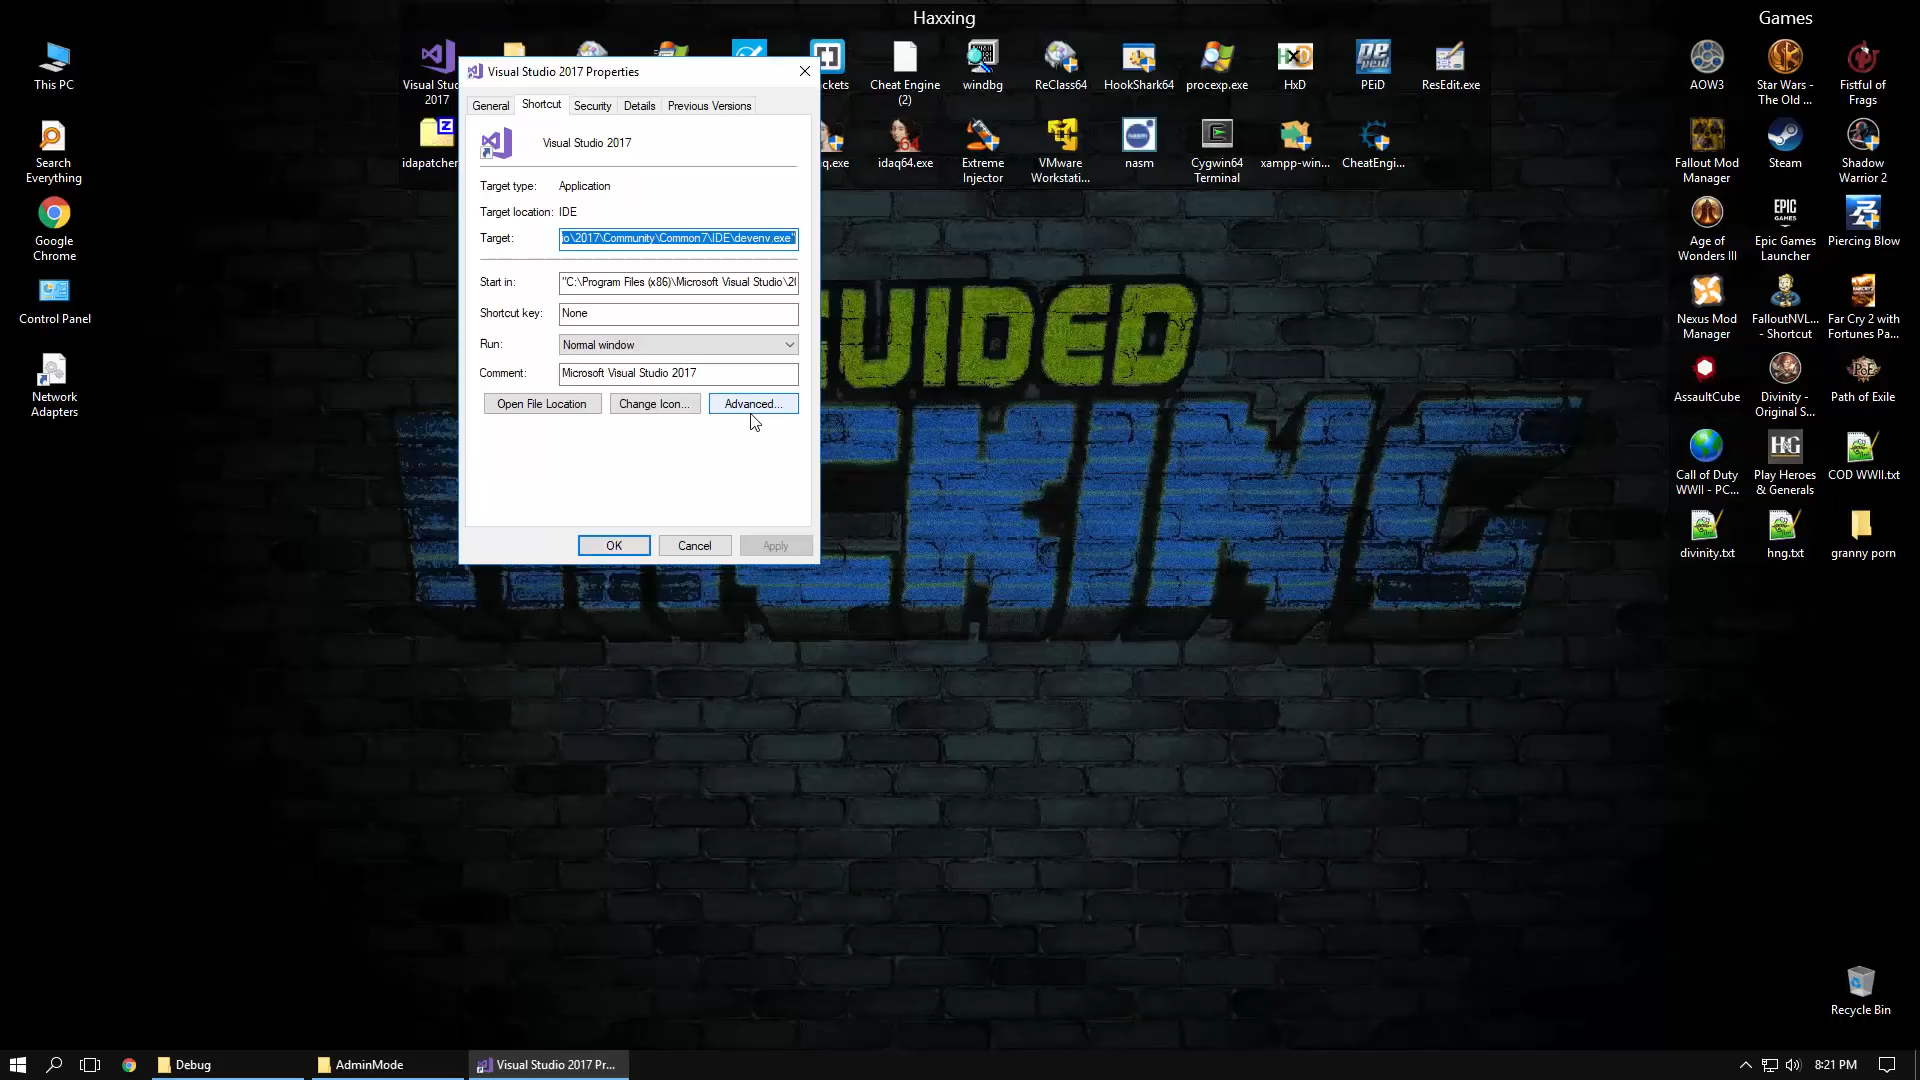 Haxxing
Games
This PC
Search
Everything
Google
Chrome
Control Panel
Network
Adapters
Visual Stud
2017
idapatcher
Visual Studio 2017 Properties
General
Shortcut
Security
Details
Previous Versions
Visual Studio 2017
Target type:
Application
Target location:
IDE
Target:
io\2017\Community\Common7\IDE\devenv.exe"
Start in:
"C:\Program Files (x86)\Microsoft Visual Studio\20
Shortcut key:
None
Run:
Normal window
Comment:
Microsoft Visual Studio 2017
Open File Location
Change Icon...
Advanced...
OK
Cancel
Apply
ckets
Cheat Engine
(2)
windbg
ReClass64
HookShark64
procexp.exe
HxD
PEiD
ResEdit.exe
q.exe
idaq64.exe
Extreme
Injector
VMware
Workstati...
nasm
Cygwin64
Terminal
xampp-win...
CheatEngi...
UIDED
HACKING
AOW3
Star Wars -
The Old ...
Fistful of
Frags
Fallout Mod
Manager
Steam
Shadow
Warrior 2
Age of
Wonders III
EPIC
GAMES
Epic Games
Launcher
Piercing Blow
Nexus Mod
Manager
FalloutNVL...
- Shortcut
Far Cry 2 with
Fortunes Pa...
AssaultCube
Divinity -
Original S...
Path of Exile
Call of Duty
WWII - PC...
H&G
Play Heroes
& Generals
COD WWII.txt
divinity.txt
hng.txt
granny porn
Recycle Bin
Debug
AdminMode
Visual Studio 2017 Pr...
8:21 PM